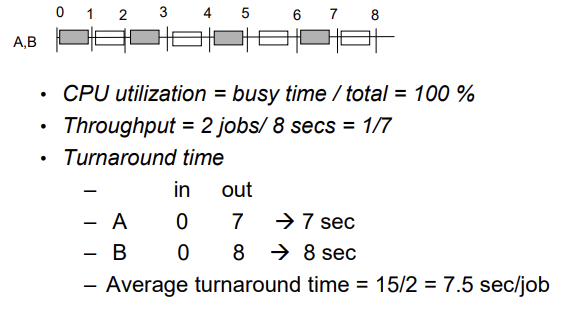 0 1 2 3 4 5 6 7 8
A,B
• CPU utilization = busy time / total = 100 %
• Throughput = 2 jobs/ 8 secs = 1/7
• Turnaround time
– in out
– A 0 7 → 7 sec
– B 0 8 → 8 sec
– Average turnaround time = 15/2 = 7.5 sec/job